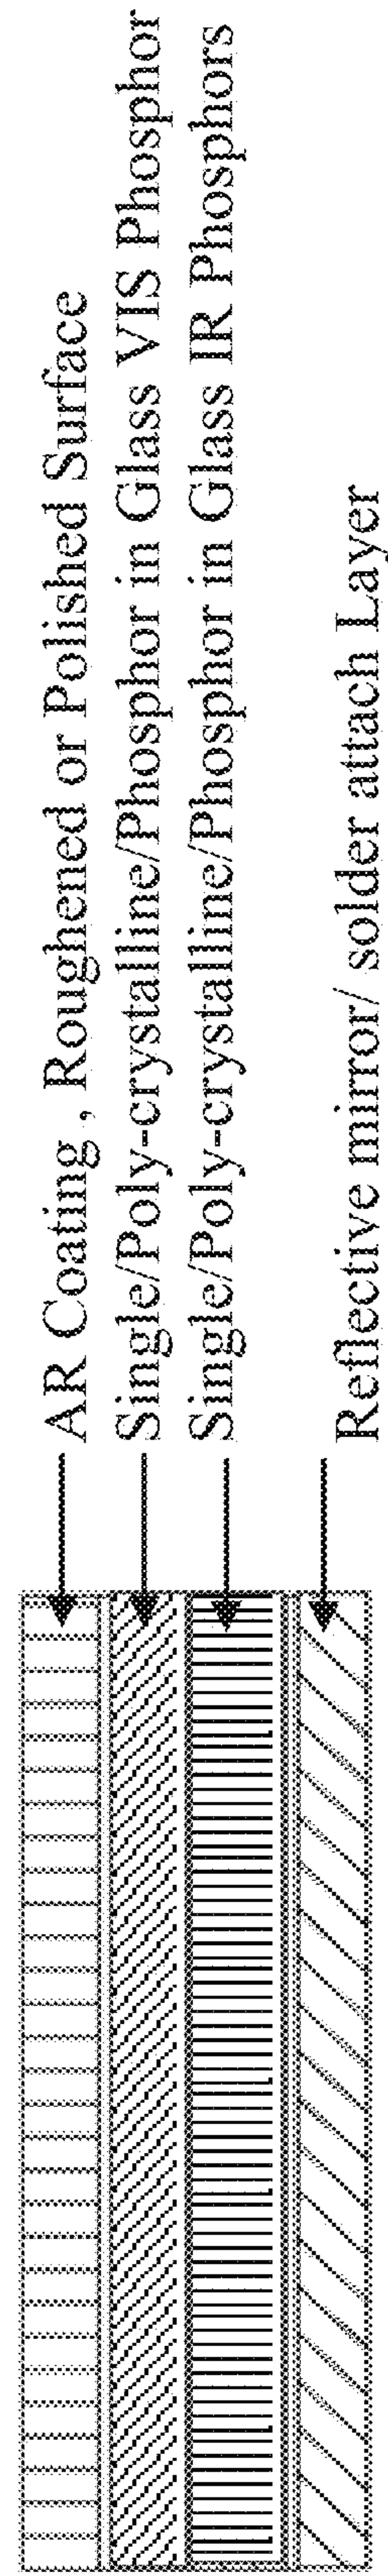 AR Coating , Roughened or Polished Surface
Single/Poly-crystalline/Phosphor in Glass VIS Phosphor
Single/Poly-crystalline/Phosphor in Glass IR Phosphors
Reflective mirror/ solder attach Layer